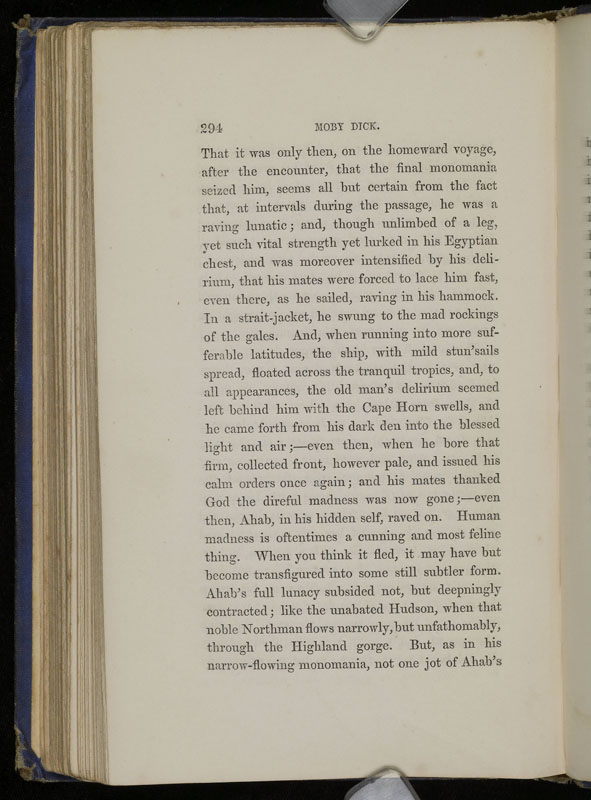 294
MOBY DICK.
That it was only then, on the homeward voyage,
after the encounter, that the final monomania
seized him, seems all but certain from the fact
that, at intervals during the passage, he was a
raving lunatic; and, though unlimbed of a leg,
yet such vital strength yet lurked in his Egyptian
chest, and was moreover intensified by his deli-
rium, that his mates were forced to lace him fast,
even there, as he sailed, raving in his hammock.
In a strait-jacket, he swung to the mad rockings
of the gales. And, when running into more suf-
ferable latitudes, the ship, with mild stun'sails
spread, floated across the tranquil tropics, and, to
all appearances, the old man's delirium seemed
left behind him with the Cape Horn swells, and
he came forth from his dark den into the blessed
light and air;—even then, when he bore that
firm, collected front, however pale, and issued his
calm orders once again; and his mates thanked
God the direful madness was now gone;—even
then, Ahab, in his hidden self, raved on. Human
madness is oftentimes a cunning and most feline
thing. When you think it fled, it may have but
become transfigured into some still subtler form.
Ahab's full lunacy subsided not, but deepningly
contracted; like the unabated Hudson, when that
noble Northman flows narrowly, but unfathomably,
through the Highland gorge. But, as in his
narrow-flowing monomania, not one jot of Ahab's